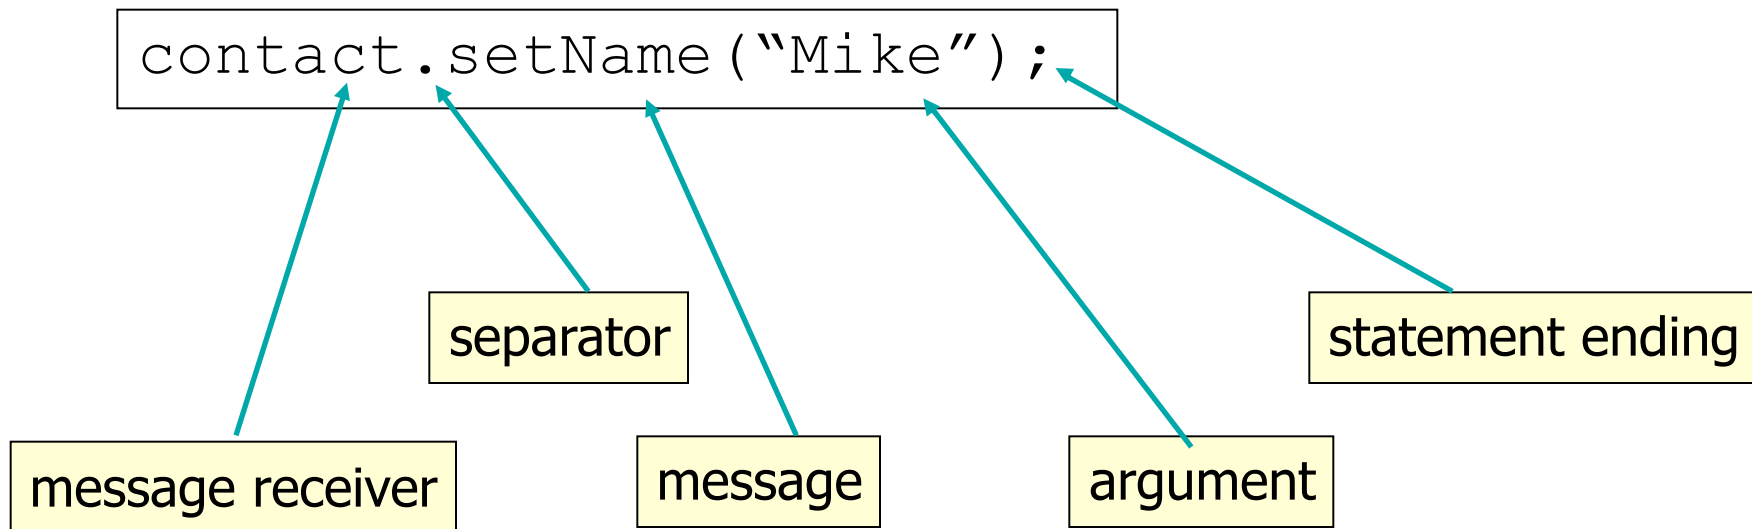 contact.setName(“Mike”);
separator
statement ending
message receiver
message
argument